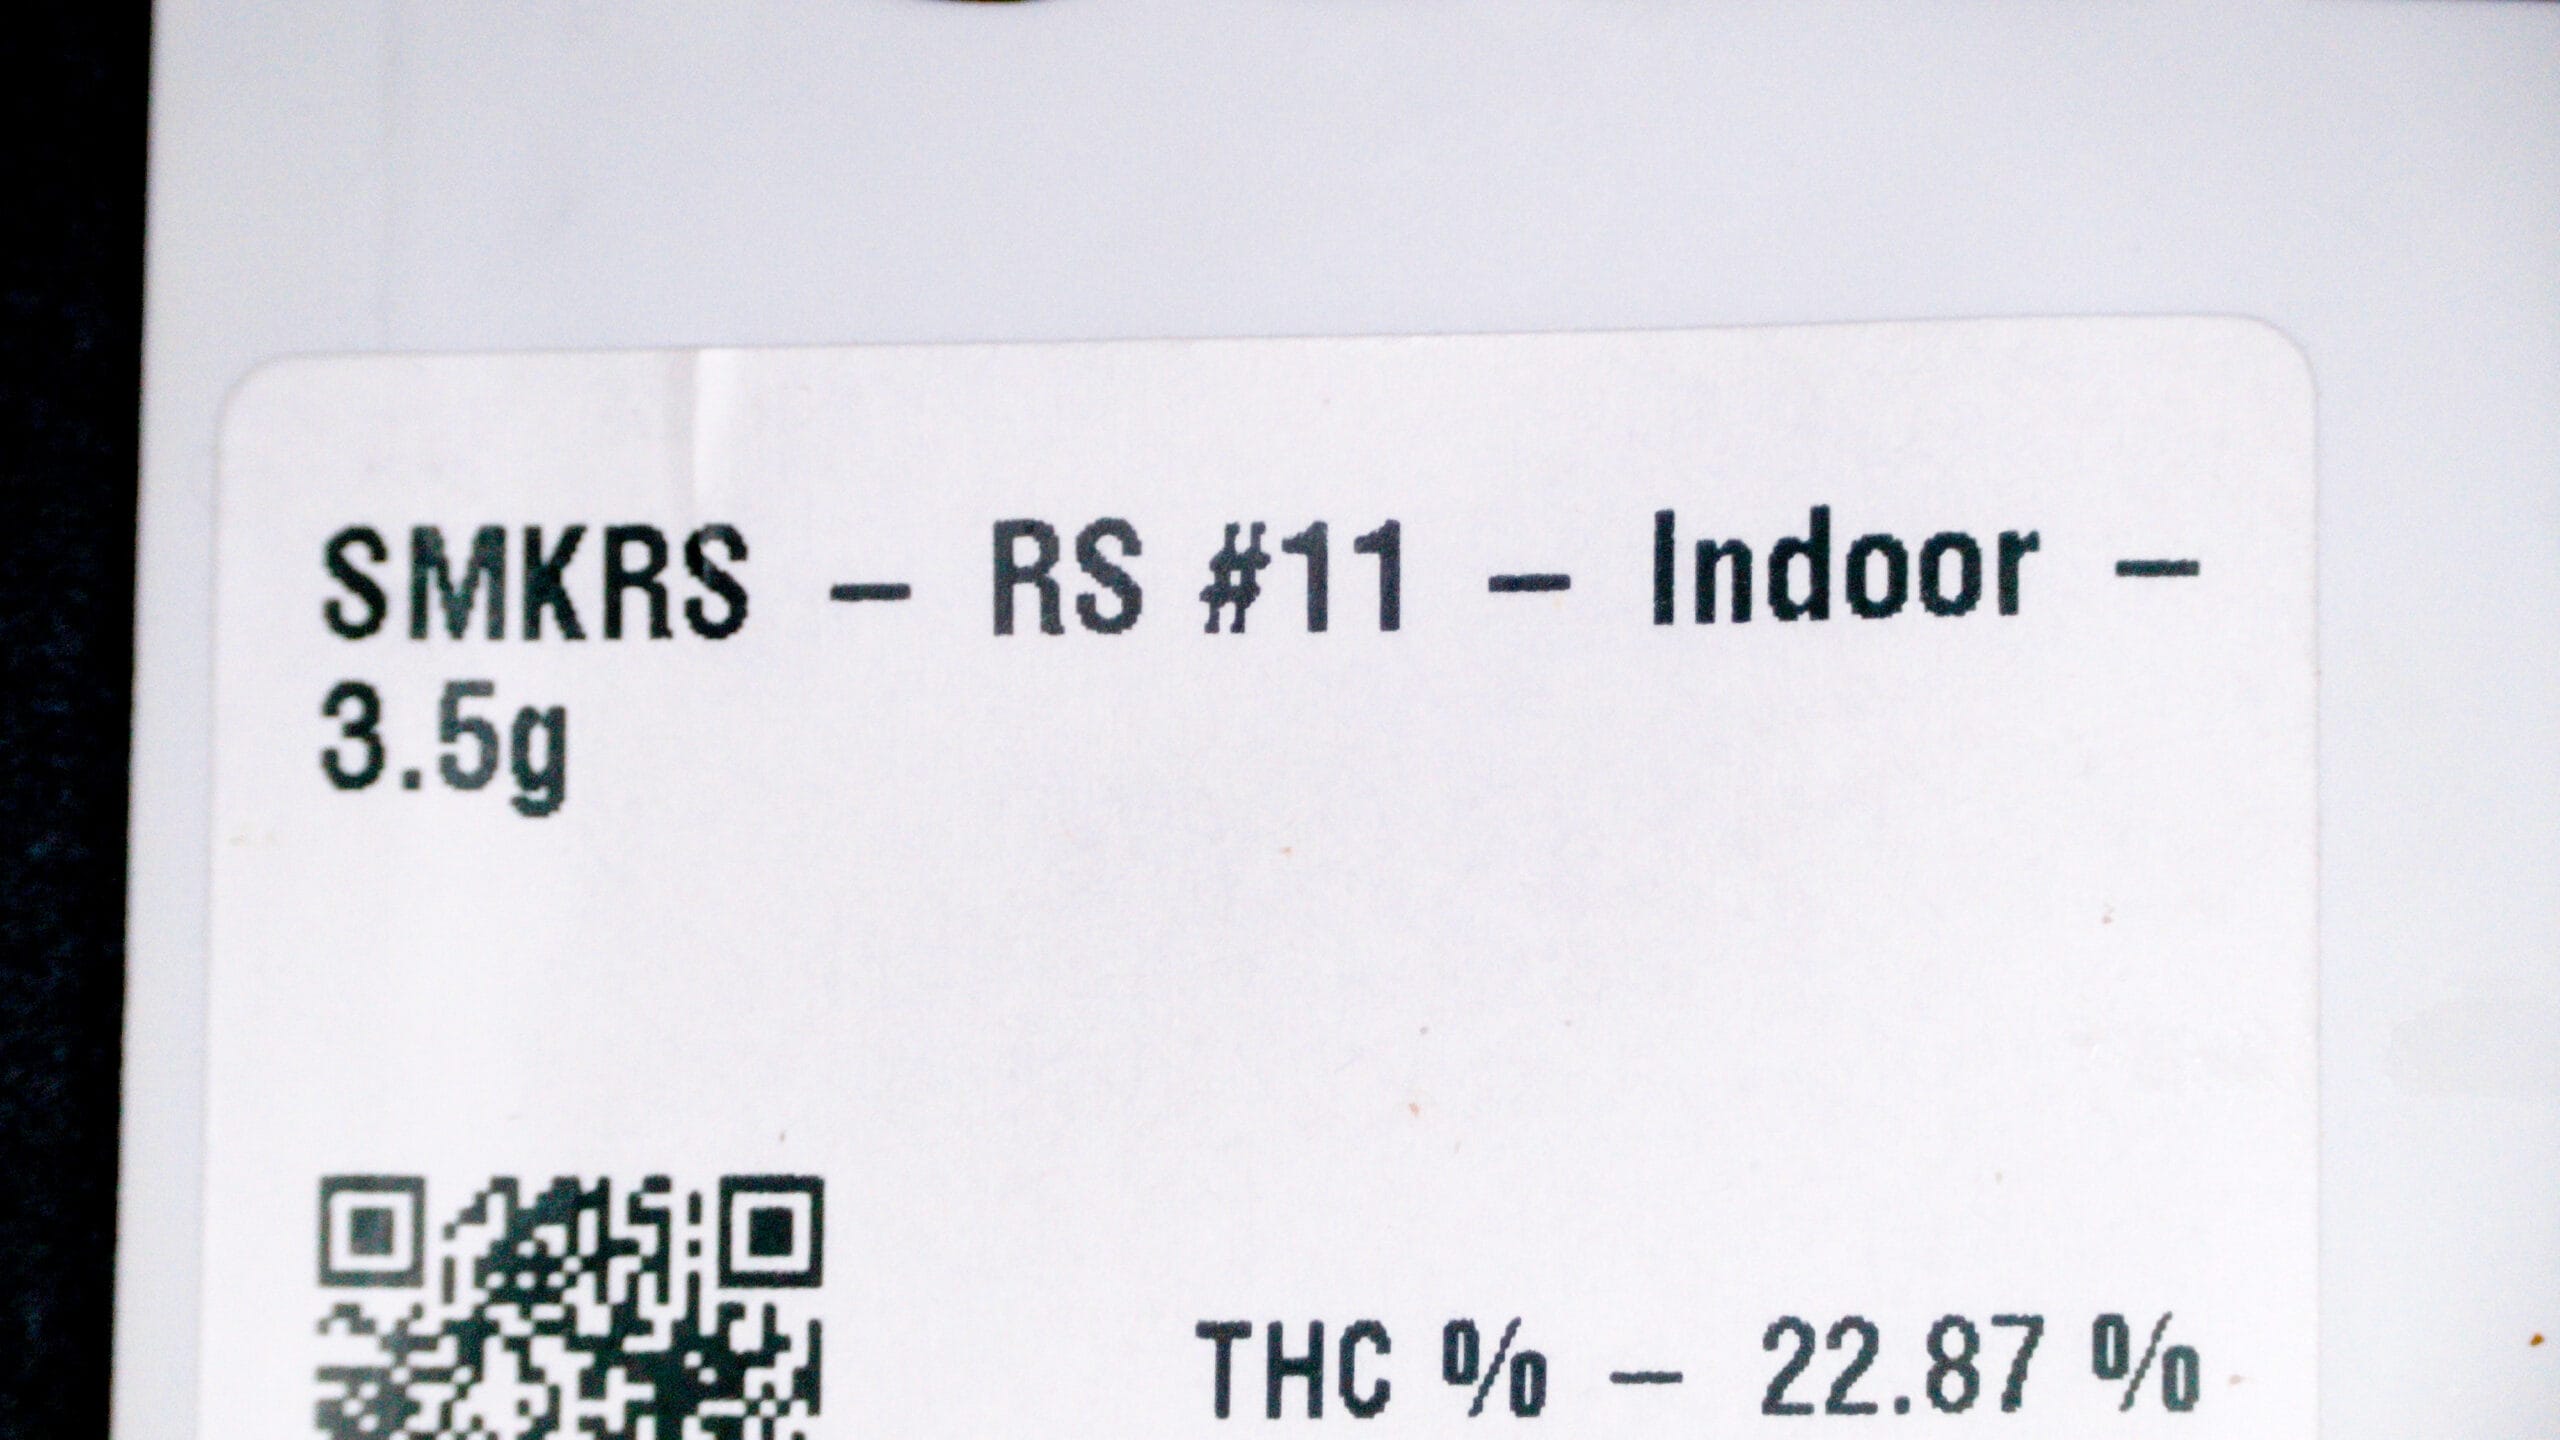 SMKRS – RS #11 – Indoor –
3.5g
THC % – 22.87 %